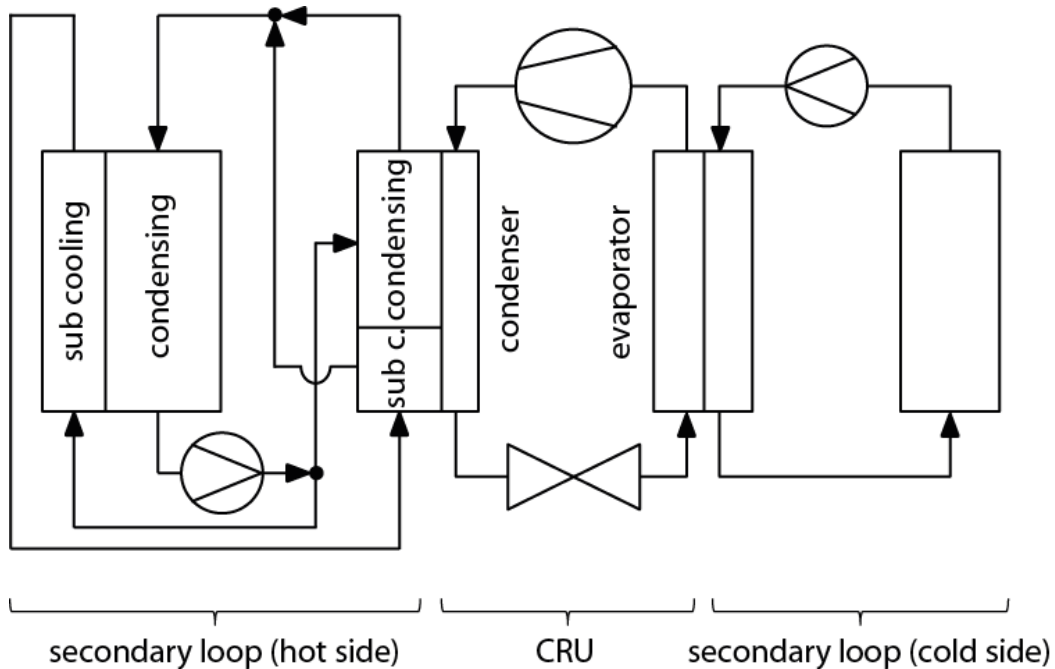 sub cooling
condensing
sub c.
condensing
condenser
evaporator
secondary loop (hot side)
CRU
secondary loop (cold side)